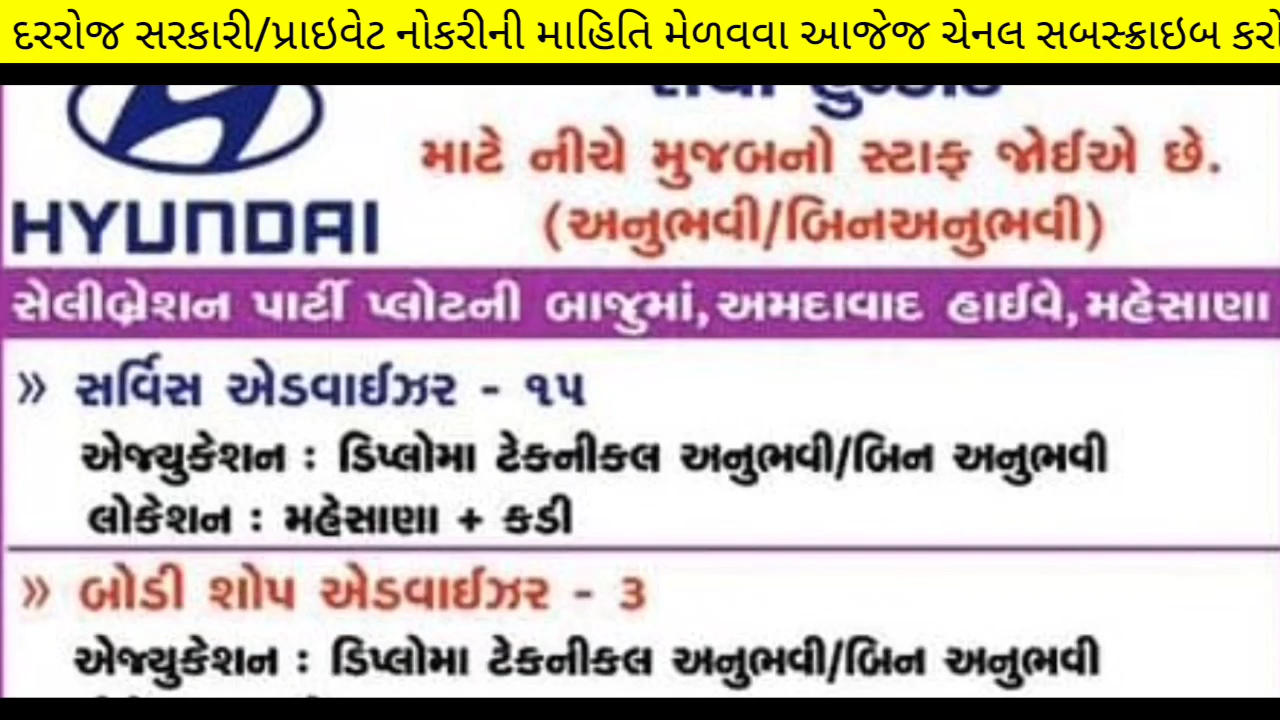 દરરોજ સરકારી/પ્રાઇવેટ નોકરીની માહિતિ મેળવવા આજેજ ચેનલ સબસ્ક્રાઇબ કરો
માટે નીચે મુજબનો સ્ટાફ જોઈએ છે.
HYUNDAI
(અનુભવી/બિનઅનુભવી)
સેલીબ્રેશન પાર્ટી પ્લોટની બાજુમાં, અમદાવાદ હાઈવે, મહેસાણા
» સર્વિસ એડવાઈઝર - ૧૫
એજ્યુકેશન : ડિપ્લોમા ટેકનીકલ અનુભવી/બિન અનુભવી
લોકેશન : મહેસાણા + કડી
» બોડી શોપ એડવાઈઝર - ૩
એજ્યુકેશન : ડિપ્લોમા ટેકનીકલ અનુભવી/બિન અનુભવી